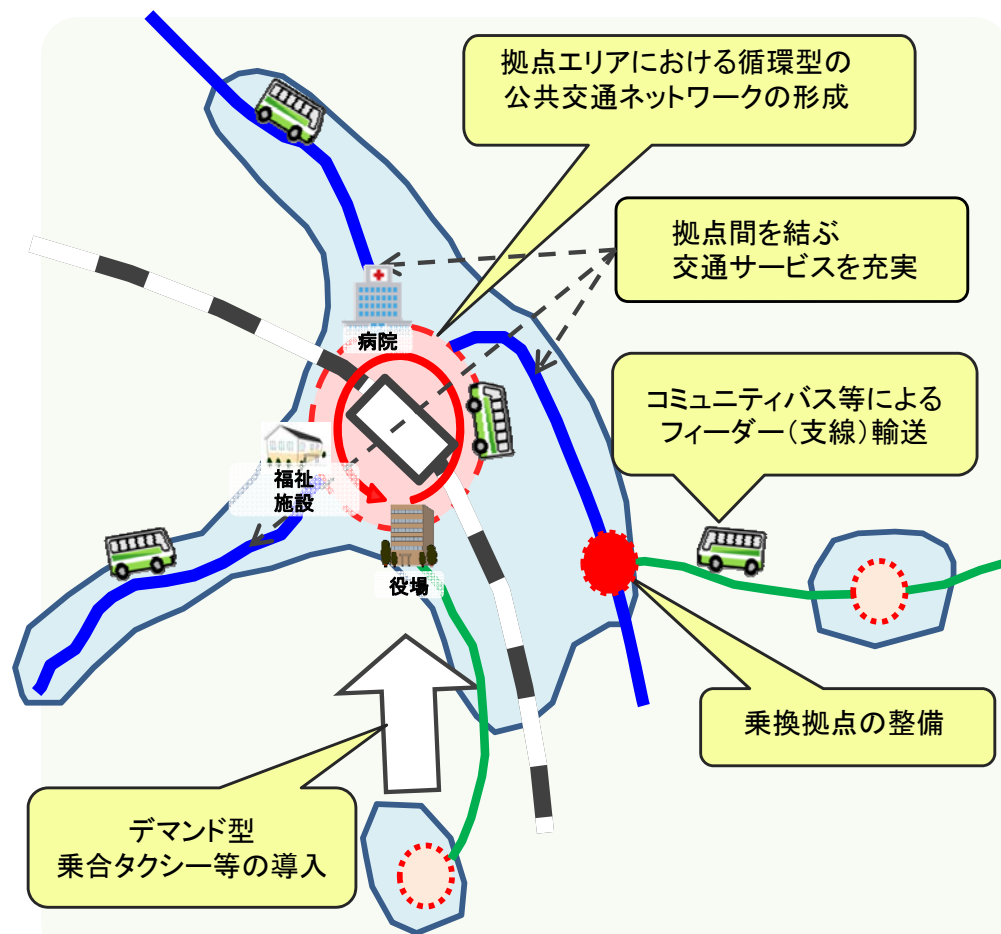 拠点エリアにおける循環型の
公共交通ネットワークの形成
拠点間を結ぶ
交通サービスを充実
病院
コミュニティバス等による
フィーダー(支線)輸送
福祉
施設
役場
乗換拠点の整備
デマンド型
乗合タクシー等の導入